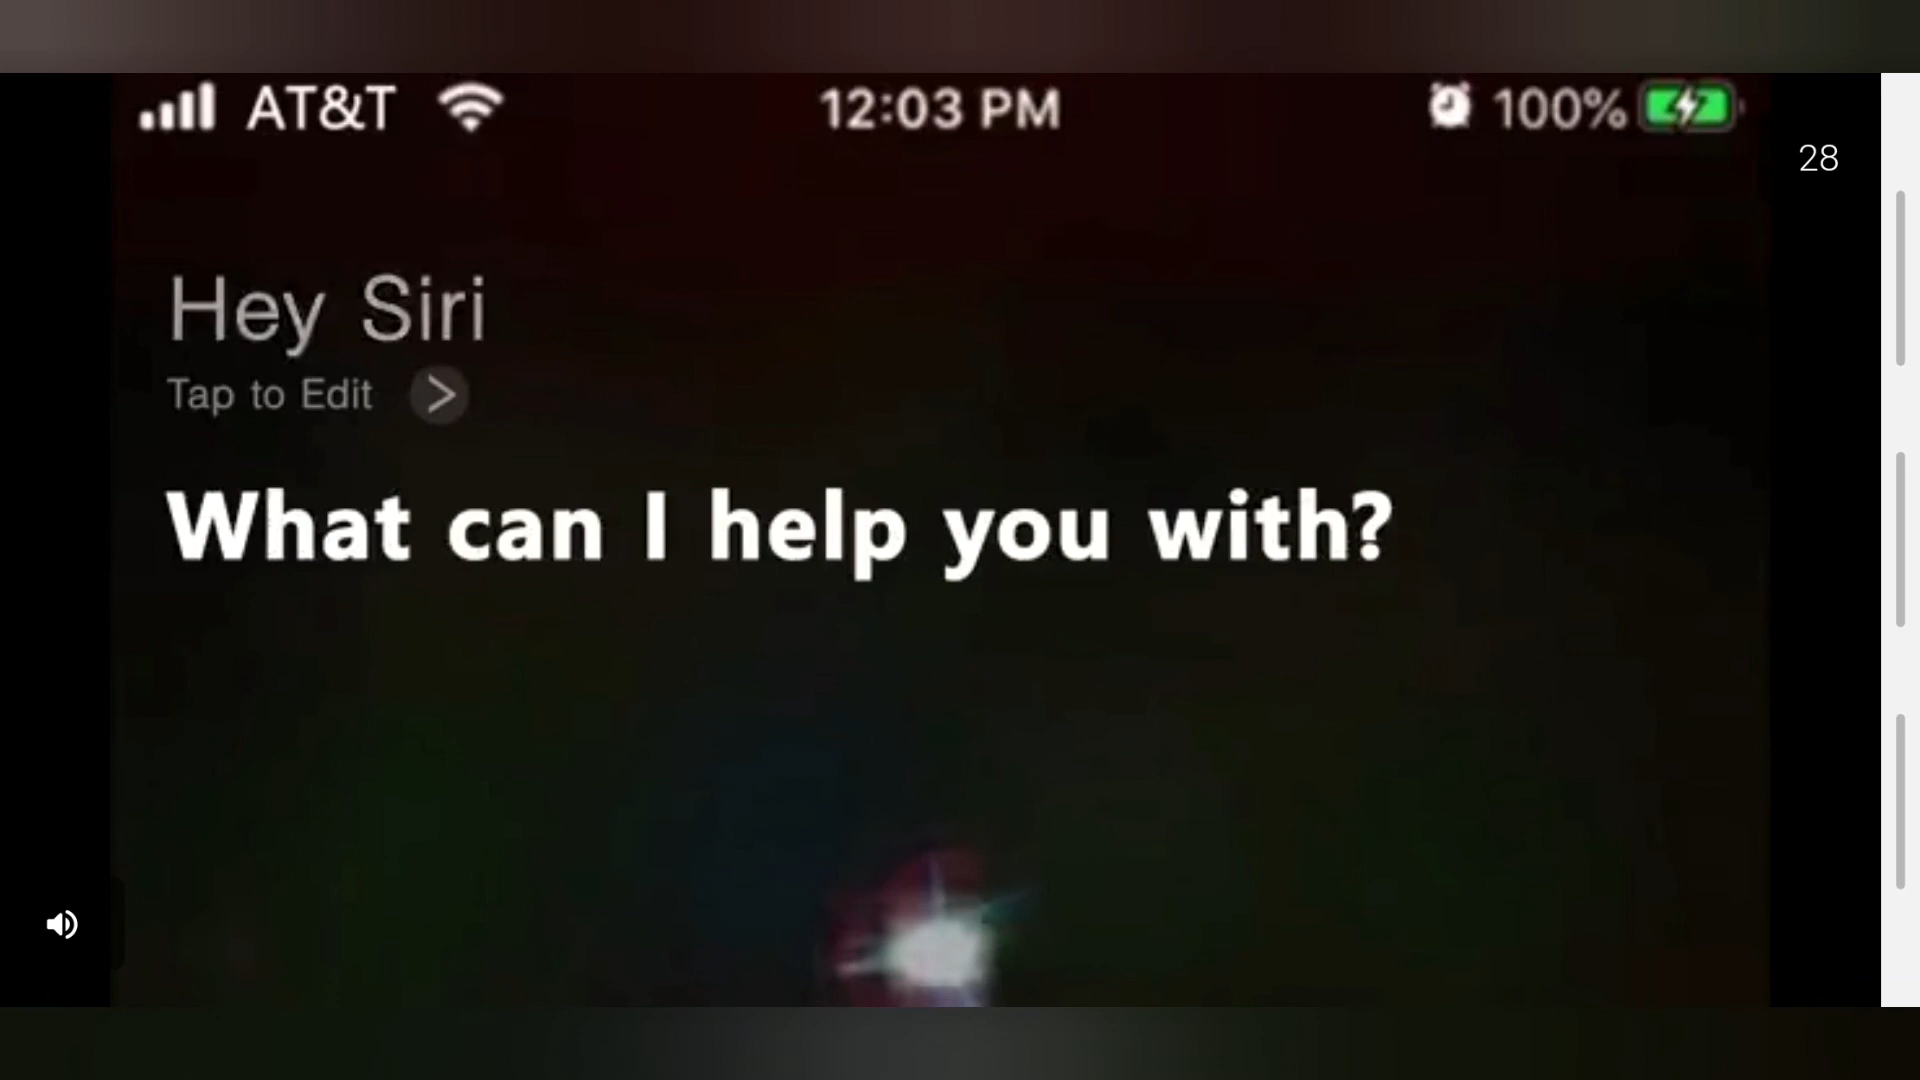 AT&T 12:03 PM 100%
28
Hey Siri
Tap to Edit >
What can I help you with?